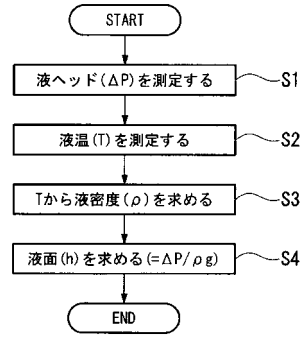 START
液ヘッド(ΔP)を測定する
S1
液温(T)を測定する
S2
Tから液密度(ρ)を求める
S3
液面(h)を求める(=ΔP/ρg)
S4
END